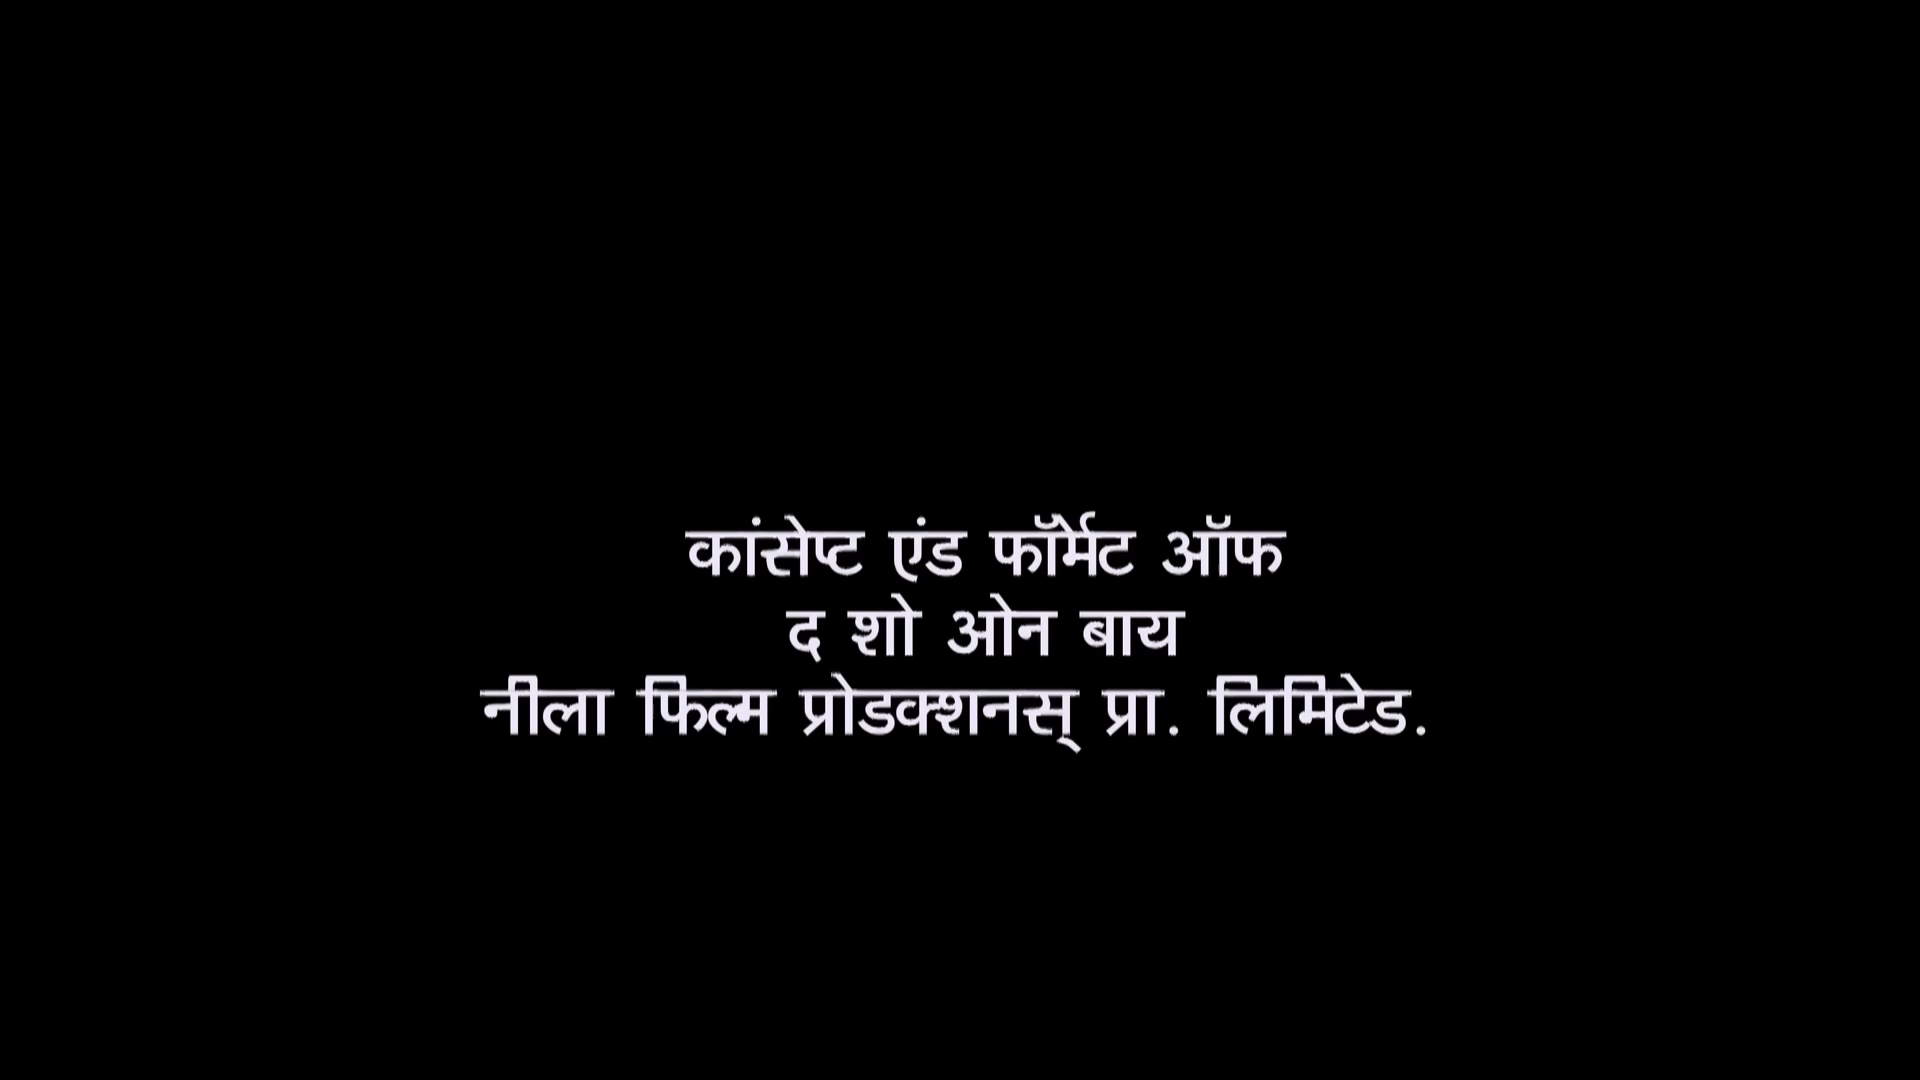 कांसेप्ट एंड फॉर्मेट ऑफ
द शो ओन बाय
नीला फिल्म प्रोडक्शनस् प्रा. लिमिटेड.